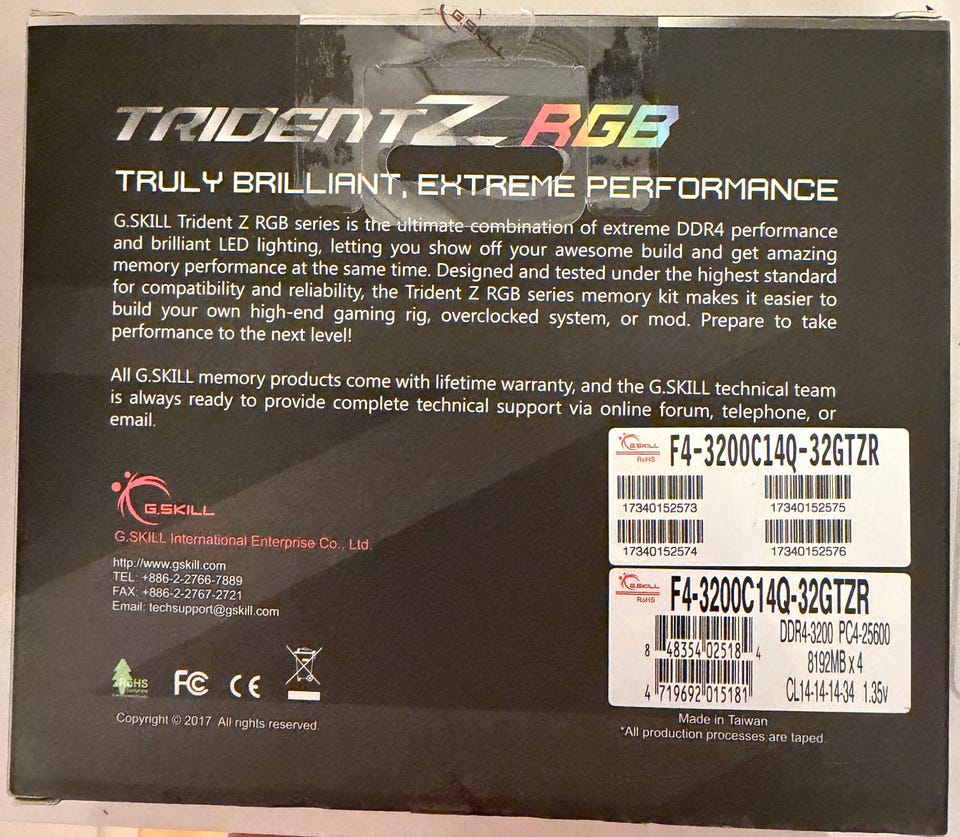 G.SKILL
TRIDENT Z RGB
TRULY BRILLIANT, EXTREME PERFORMANCE
G.SKILL Trident Z RGB series is the ultimate combination of extreme DDR4 performance
and brilliant LED lighting, letting you show off your awesome build and get amazing
memory performance at the same time. Designed and tested under the highest standard
for compatibility and reliability, the Trident Z RGB series memory kit makes it easier to
build your own high-end gaming rig, overclocked system, or mod. Prepare to take
performance to the next level!
All G.SKILL memory products come with lifetime warranty, and the G.SKILL technical team
is always ready to provide complete technical support via online forum, telephone, or
email.
G.SKILL
G.SKILL International Enterprise Co., Ltd.
http://www.gskill.com
TEL: +886-2-2766-7889
FAX: +886-2-2767-2721
Email: techsupport@gskill.com
RoHS
FC CE
Copyright © 2017 All rights reserved.
G.SKILL
RoHS
F4-3200C14Q-32GTZR
17340152573 17340152575
17340152574 17340152576
G.SKILL
RoHS
F4-3200C14Q-32GTZR
DDR4-3200 PC4-25600
8 48354 02518 4
8192MB x 4
4 719692 015181
CL14-14-14-34 1.35v
Made in Taiwan
*All production processes are taped.